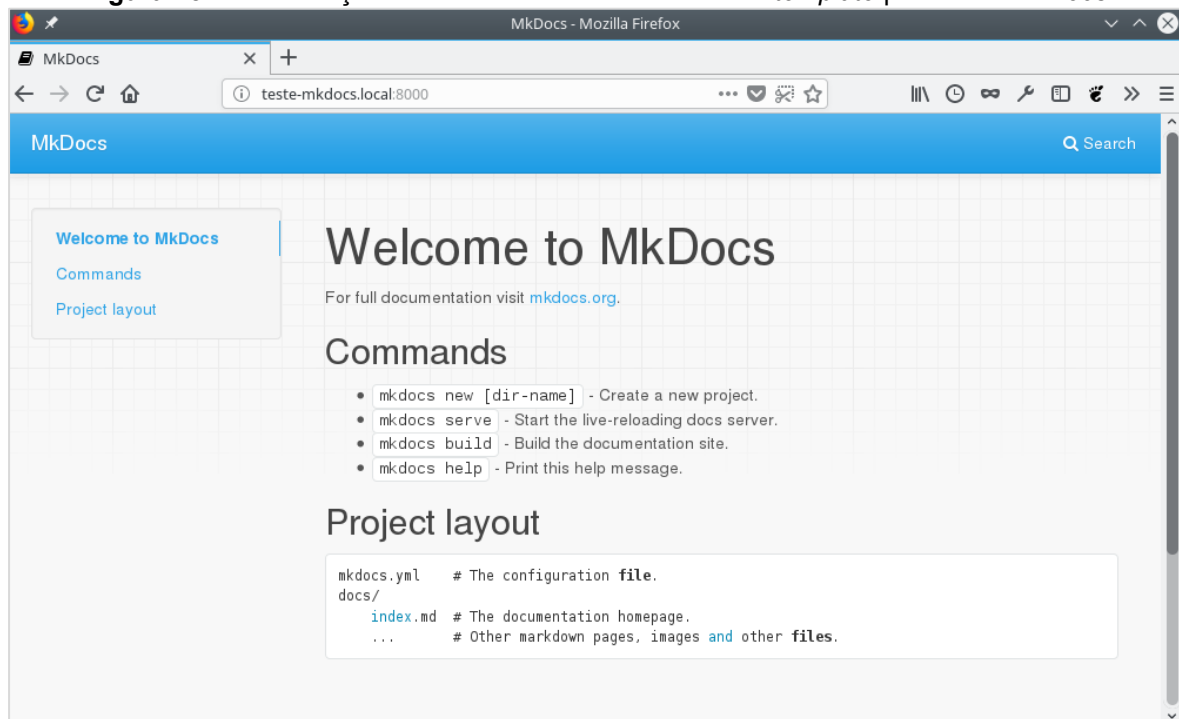 MkDocs - Mozilla Firefox
MkDocs
teste-mkdocs.local:8000
MkDocs
Search
Welcome to MkDocs
Commands
Project layout
Welcome to MkDocs
For full documentation visit mkdocs.org.
Commands
mkdocs new [dir-name] - Create a new project.
mkdocs serve - Start the live-reloading docs server.
mkdocs build - Build the documentation site.
mkdocs help - Print this help message.
Project layout
mkdocs.yml    # The configuration file.
docs/
    index.md  # The documentation homepage.
    ...       # Other markdown pages, images and other files.